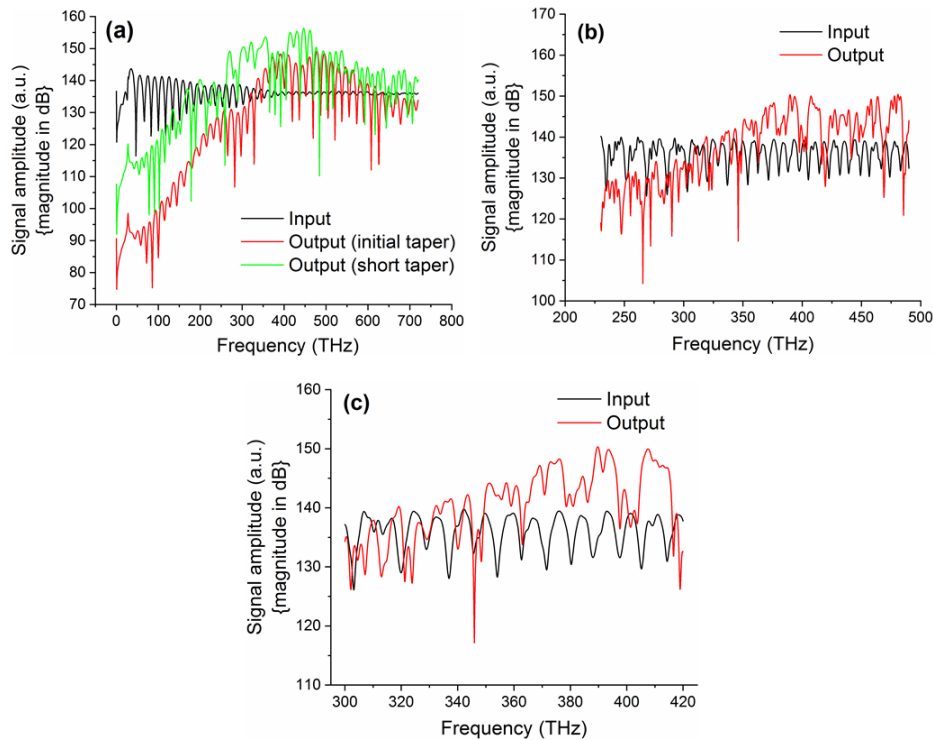 (a)
Signal amplitude (a.u.)
{magnitude in dB}
160
150
140
130
120
110
100
90
80
70
Input
Output (initial taper)
Output (short taper)
0 100 200 300 400 500 600 700 800
Frequency (THz)
(b)
Signal amplitude (a.u.)
{magnitude in dB}
170
160
150
140
130
120
110
100
Input
Output
200 250 300 350 400 450 500
Frequency (THz)
(c)
Signal amplitude (a.u.)
{magnitude in dB}
160
150
140
130
120
110
Input
Output
300 320 340 360 380 400 420
Frequency (THz)